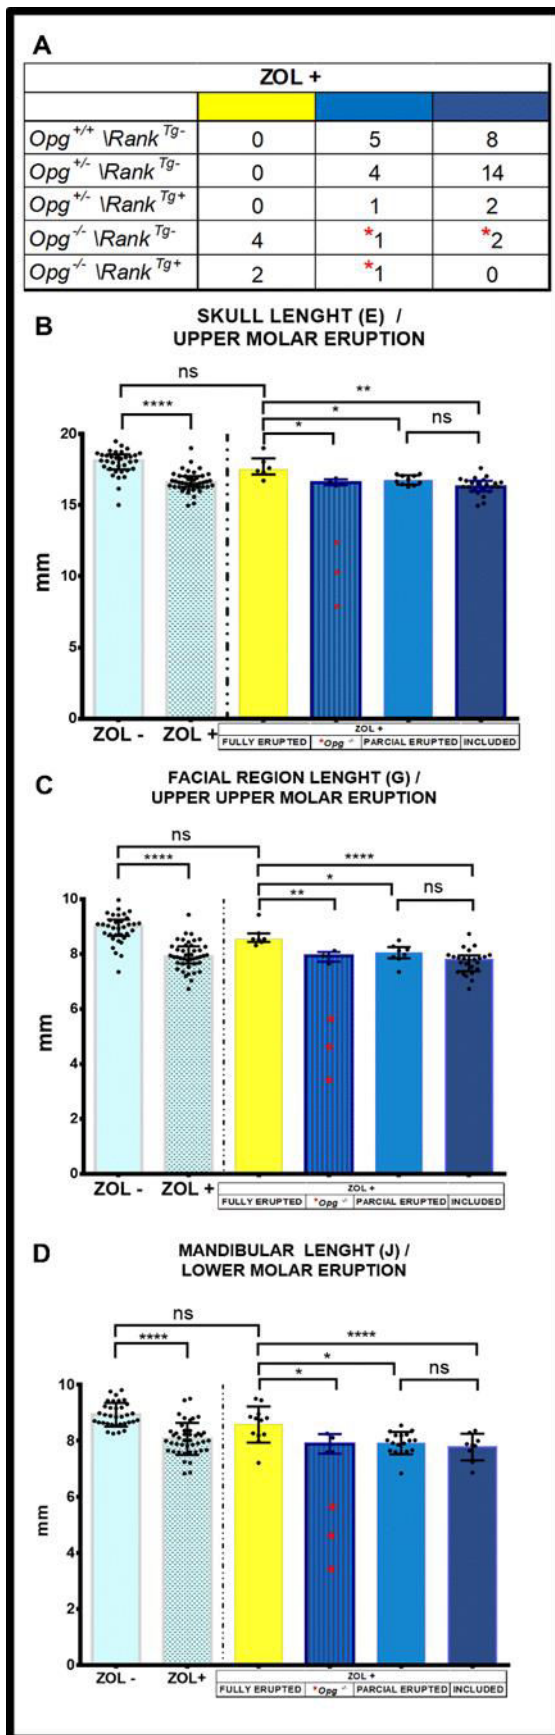 A
ZOL +
Opg +/+ \Rank Tg- 0 5 8
Opg +/- \Rank Tg- 0 4 14
Opg +/- \Rank Tg+ 0 1 2
Opg -/- \Rank Tg- 4 *1 *2
Opg -/- \Rank Tg+ 2 *1 0
B
SKULL LENGHT (E) /
UPPER MOLAR ERUPTION
ns
**
****
*
ns
*
20
15
10
5
0
mm
ZOL - ZOL +
ZOL +
FULLY ERUPTED *Opg -/- PARCIAL ERUPTED INCLUDED
C
FACIAL REGION LENGHT (G) /
UPPER UPPER MOLAR ERUPTION
ns
****
****
*
ns
**
10
8
6
4
2
0
mm
ZOL - ZOL +
ZOL +
FULLY ERUPTED *Opg -/- PARCIAL ERUPTED INCLUDED
D
MANDIBULAR LENGHT (J) /
LOWER MOLAR ERUPTION
ns
****
****
*
ns
*
10
8
6
4
2
0
mm
ZOL - ZOL+
ZOL +
FULLY ERUPTED *Opg -/- PARCIAL ERUPTED INCLUDED